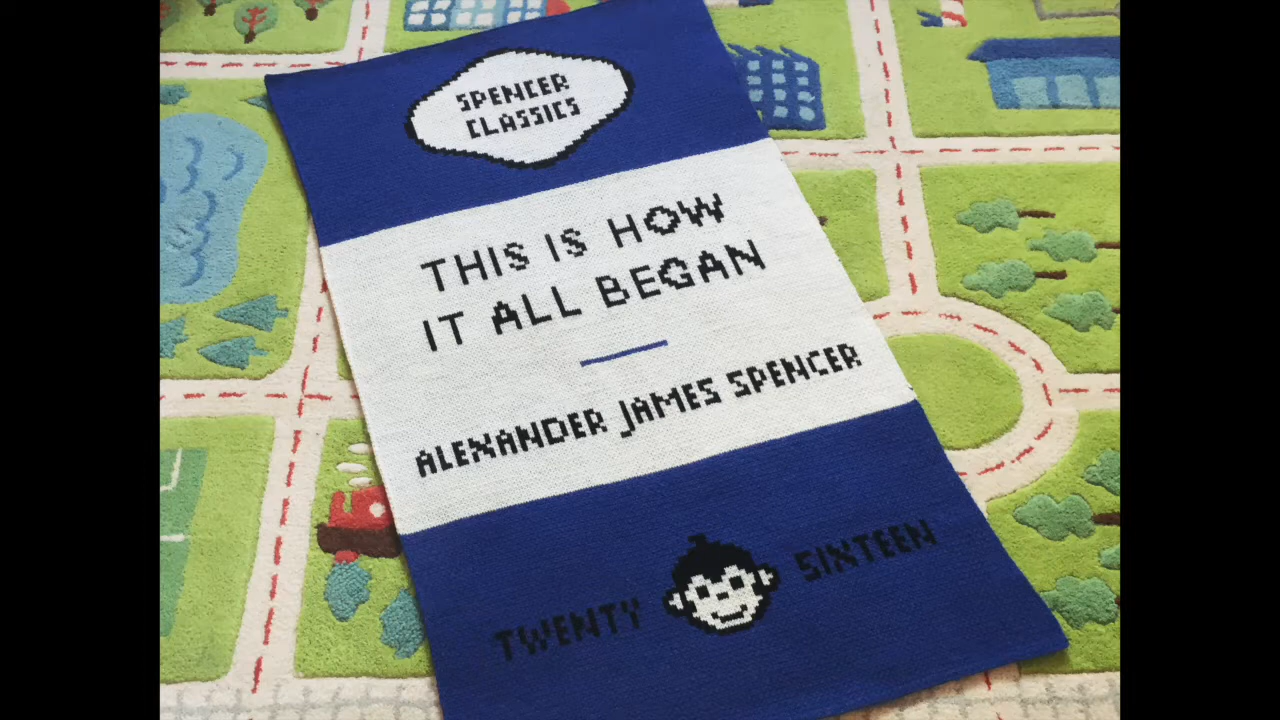 SPENCER
CLASSICS
THIS IS HOW
IT ALL BEGAN
ALEXANDER JAMES SPENCER
TWENTY SIXTEEN